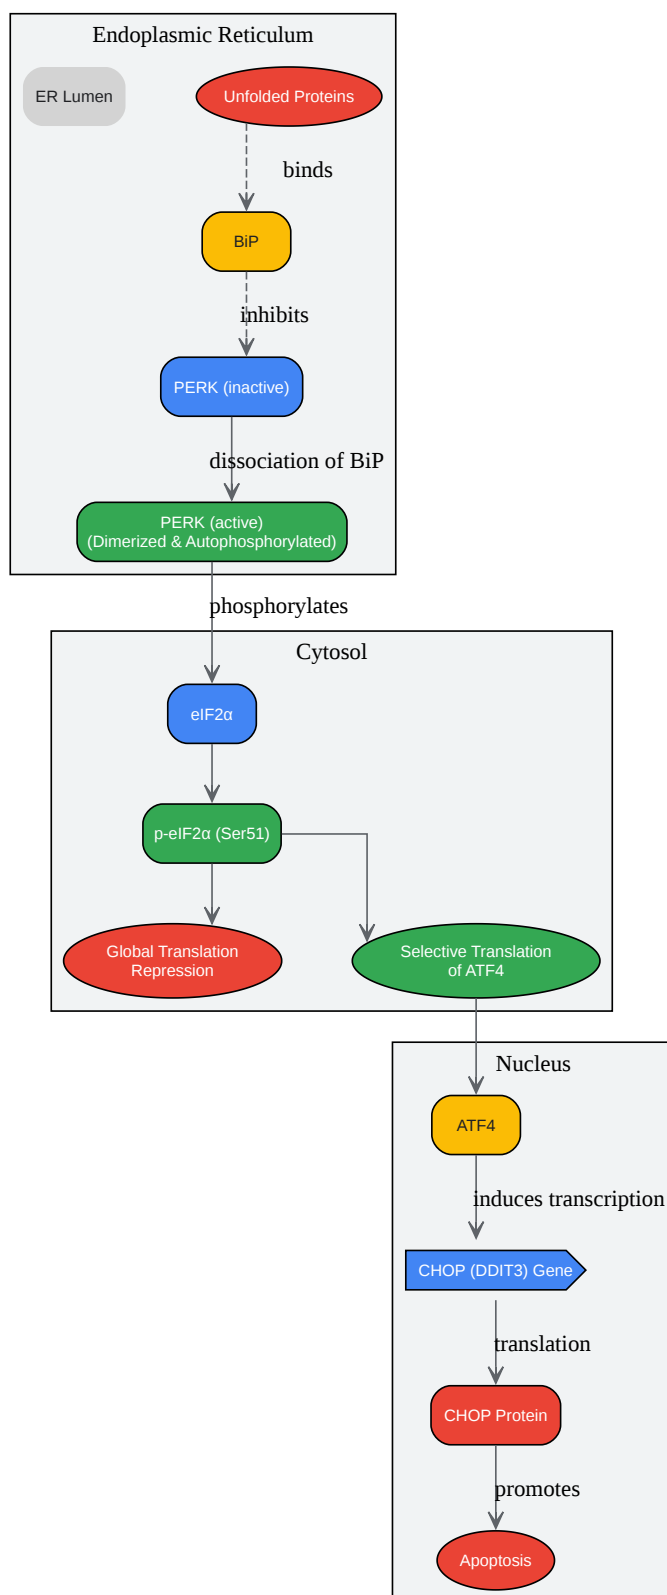 Endoplasmic Reticulum
ER Lumen
Unfolded Proteins
binds
BiP
inhibits
PERK (inactive)
dissociation of BiP
PERK (active)
(Dimerized & Autophosphorylated)
phosphorylates
Cytosol
eIF2α
p-eIF2α (Ser51)
Global Translation
Repression
Selective Translation
of ATF4
Nucleus
ATF4
induces transcription
CHOP (DDIT3) Gene
translation
CHOP Protein
promotes
Apoptosis